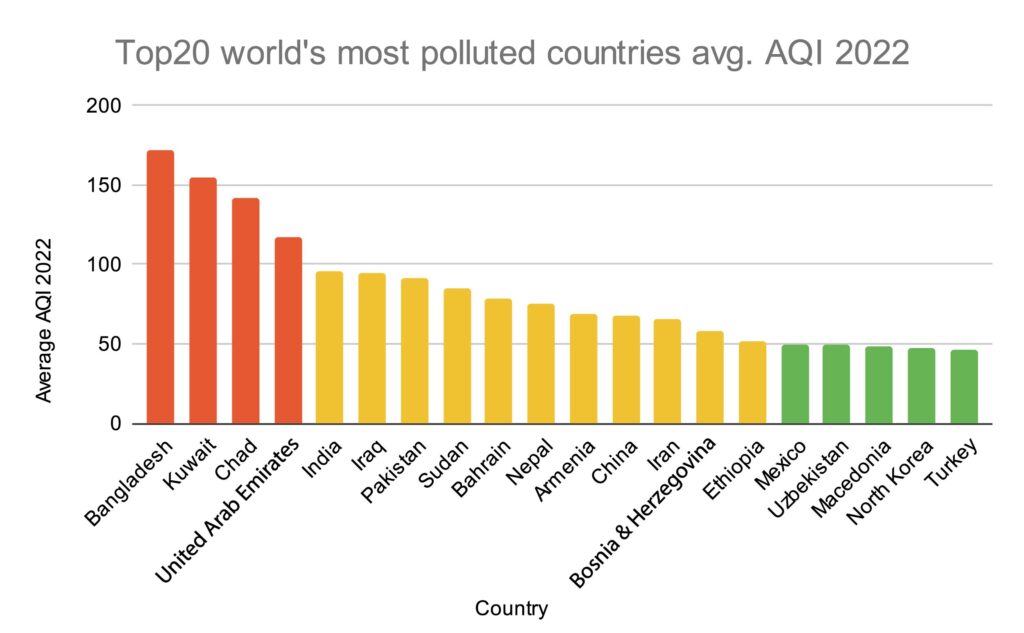 Top20 world's most polluted countries avg. AQI 2022
Average AQI 2022
200
150
100
50
0
Bangladesh
Kuwait
Chad
United Arab Emirates
India
Iraq
Pakistan
Sudan
Bahrain
Nepal
Armenia
China
Iran
Bosnia & Herzegovina
Ethiopia
Mexico
Uzbekistan
Macedonia
North Korea
Turkey
Country